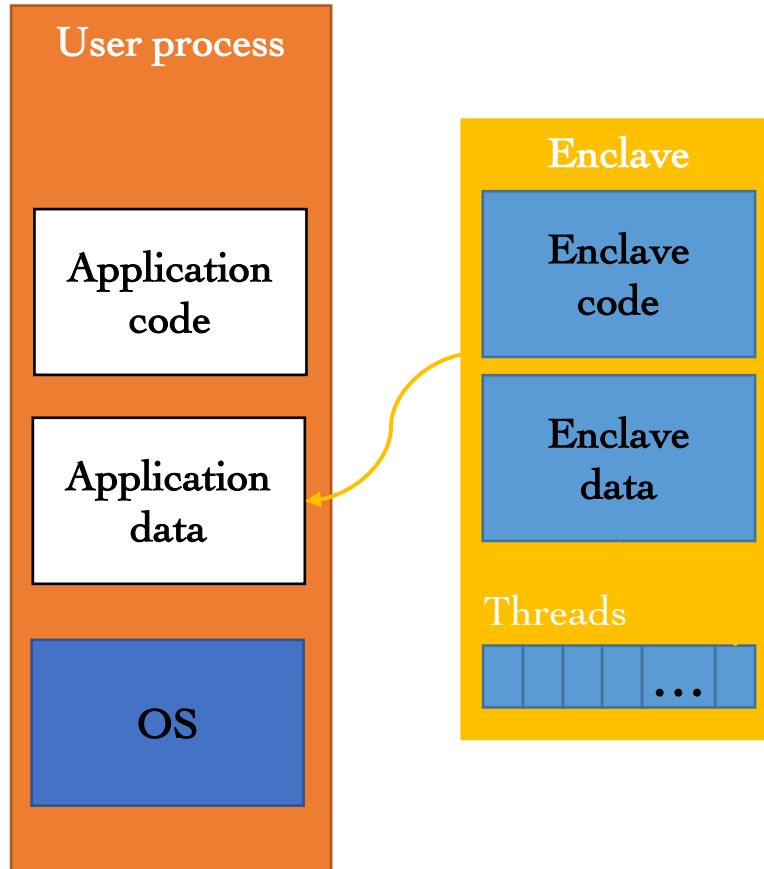 User process
Application
code
Application
data
OS
Enclave
Enclave
code
Enclave
data
Threads
...